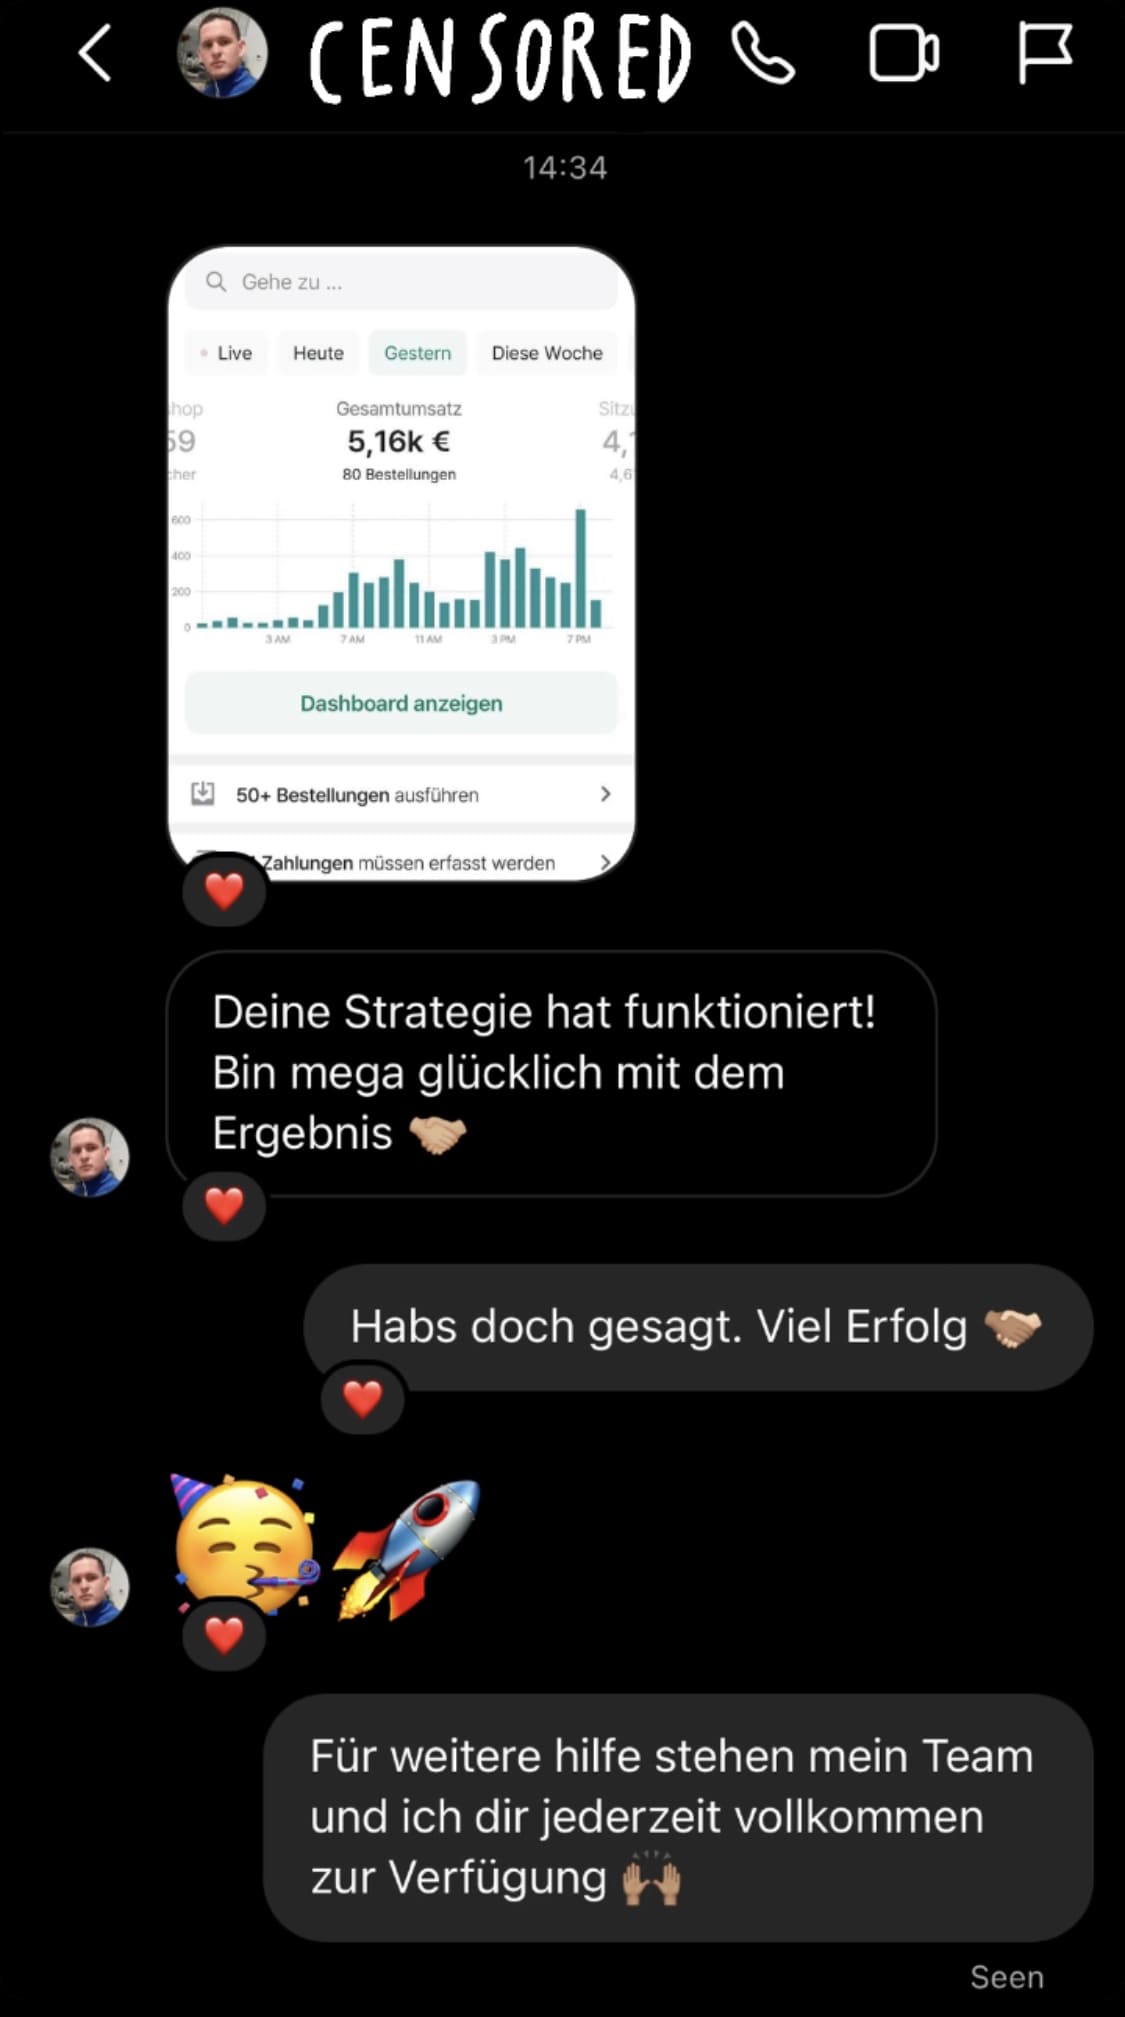 CENSORED
14:34
Gehe zu ...
Live Heute Gestern Diese Woche
Gesamtumsatz
59 5,16k € 4,
80 Bestellungen 4,6
600
400
200
0
3 AM 7 AM 11 AM 3 PM 7 PM
Dashboard anzeigen
50+ Bestellungen ausführen
Zahlungen müssen erfasst werden
Deine Strategie hat funktioniert!
Bin mega glücklich mit dem
Ergebnis 🤝🏼
Habs doch gesagt. Viel Erfolg 🤝🏽
Für weitere hilfe stehen mein Team
und ich dir jederzeit vollkommen
zur Verfügung 🙌🏽
Seen